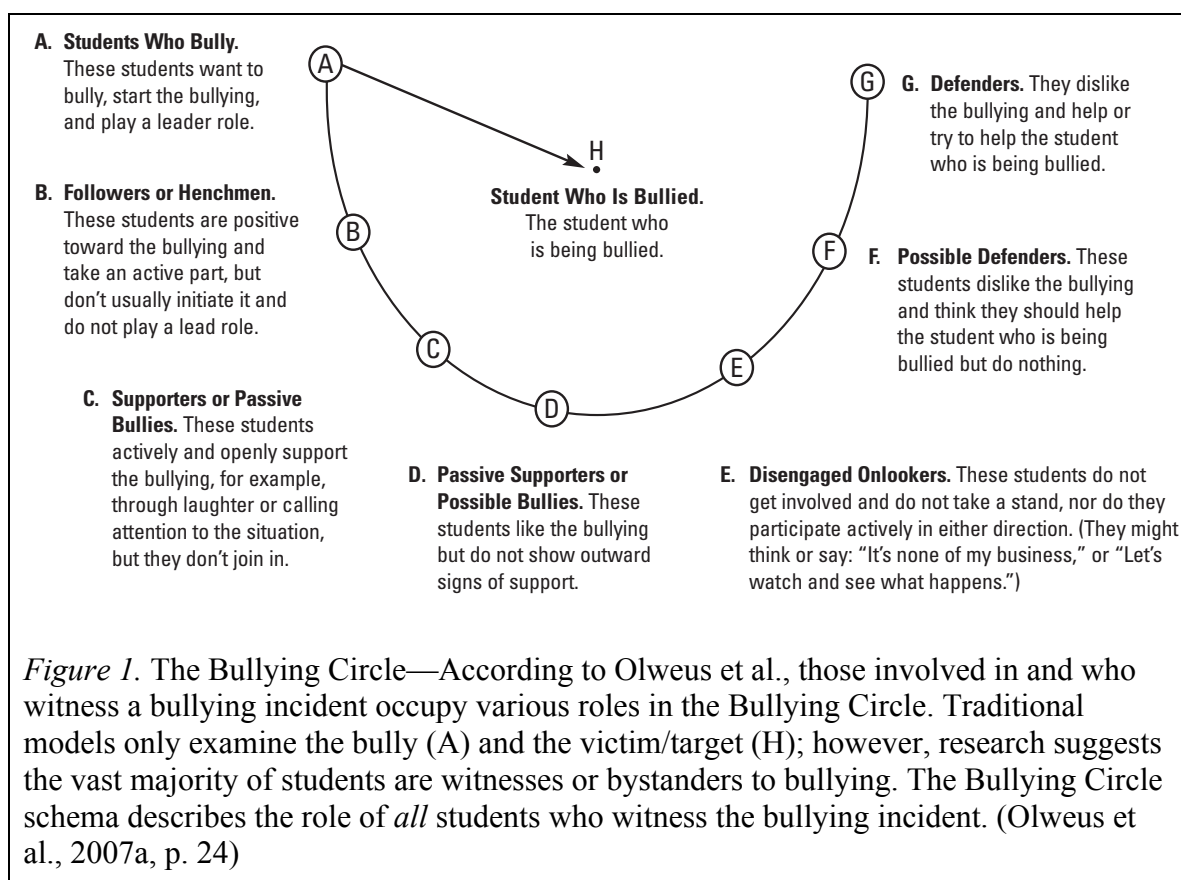 A. Students Who Bully.
These students want to
bully, start the bullying,
and play a leader role.
B. Followers or Henchmen.
These students are positive
toward the bullying and
take an active part, but
don't usually initiate it and
do not play a lead role.
C. Supporters or Passive
Bullies. These students
actively and openly support
the bullying, for example,
through laughter or calling
attention to the situation,
but they don't join in.
A
B
C
D
E
F
G
H
Student Who Is Bullied.
The student who
is being bullied.
D. Passive Supporters or
Possible Bullies. These
students like the bullying
but do not show outward
signs of support.
E. Disengaged Onlookers. These students do not
get involved and do not take a stand, nor do they
participate actively in either direction. (They might
think or say: “It's none of my business,” or “Let's
watch and see what happens.”)
F. Possible Defenders. These
students dislike the bullying
and think they should help
the student who is being
bullied but do nothing.
G. Defenders. They dislike
the bullying and help or
try to help the student
who is being bullied.
Figure 1. The Bullying Circle—According to Olweus et al., those involved in and who
witness a bullying incident occupy various roles in the Bullying Circle. Traditional
models only examine the bully (A) and the victim/target (H); however, research suggests
the vast majority of students are witnesses or bystanders to bullying. The Bullying Circle
schema describes the role of all students who witness the bullying incident. (Olweus et
al., 2007a, p. 24)